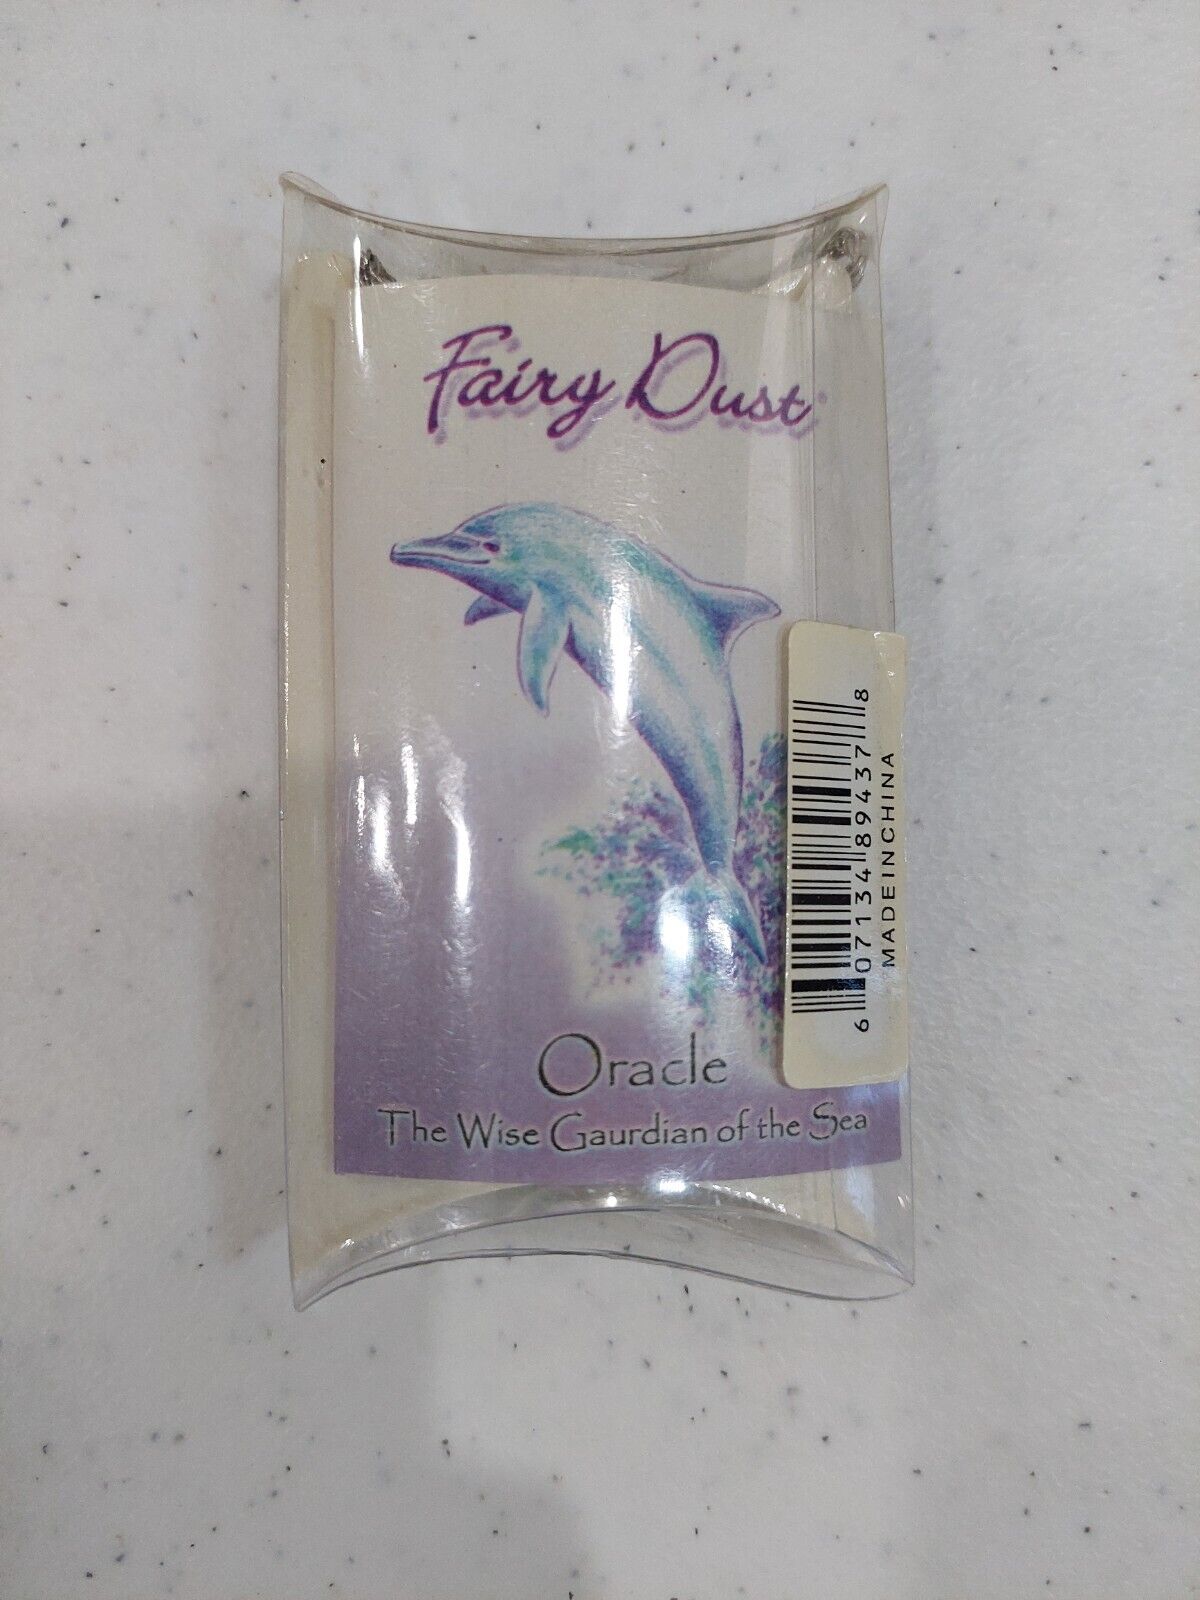 Fairy Dust
Oracle
The Wise Gaurdian of the Sea
6 07134 89437 8
MADEINCHINA